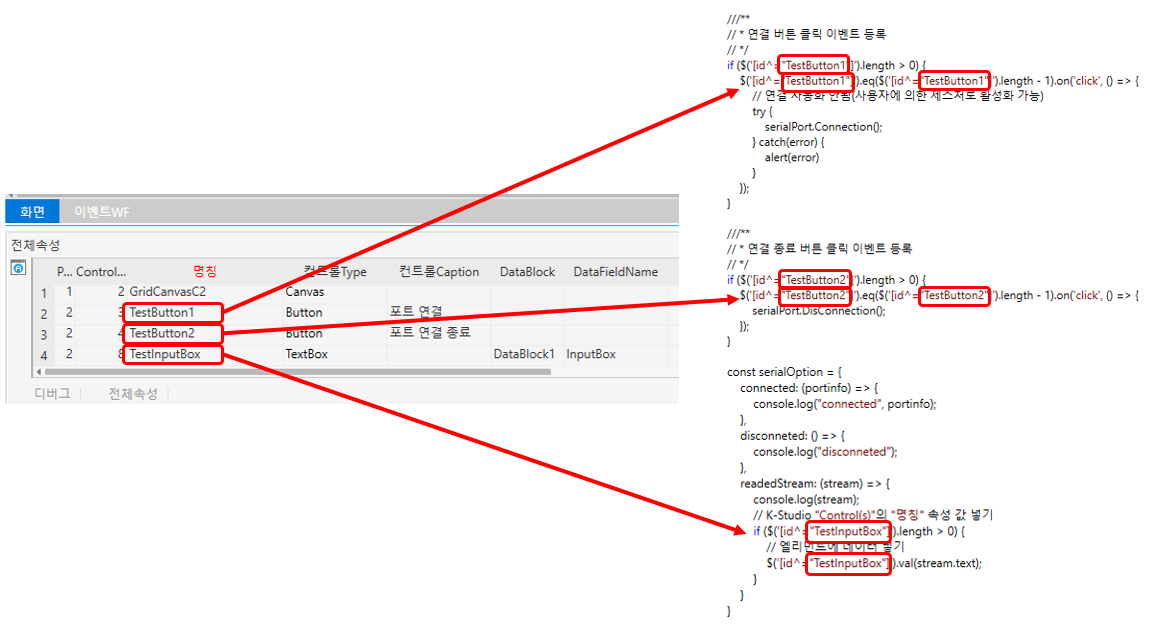 화면 이벤트WF
전체속성
P... Control... 명칭 컨트롤Type 컨트롤Caption DataBlock DataFieldName
1 1 2 GridCanvasC2 Canvas
2 2 3 TestButton1 Button 포트 연결
3 2 4 TestButton2 Button 포트 연결 종료
4 2 8 TestInputBox TextBox DataBlock1 InputBox
디버그 전체속성
///**
// * 연결 버튼 클릭 이벤트 등록
// */
if ($('[id^="TestButton1"]').length > 0) {
$('[id^="TestButton1"]').eq($('[id^="TestButton1"]').length - 1).on('click', () => {
// 연결 자동화 안됨(사용자에 의한 제스처로 활성화 가능)
try {
serialPort.Connection();
} catch(error) {
alert(error)
}
});
}
///**
// * 연결 종료 버튼 클릭 이벤트 등록
// */
if ($('[id^="TestButton2"]').length > 0) {
$('[id^="TestButton2"]').eq($('[id^="TestButton2"]').length - 1).on('click', () => {
serialPort.DisConnection();
});
}
const serialOption = {
connected: (portinfo) => {
console.log("connected", portinfo);
},
disconneted: () => {
console.log("disconneted");
},
readedStream: (stream) => {
console.log(stream);
// K-Studio "Control(s)"의 "명칭" 속성 값 넣기
if ($('[id^="TestInputBox"]').length > 0) {
// 엘리먼트에 데이터 넣기
$('[id^="TestInputBox"]').val(stream.text);
}
}
}